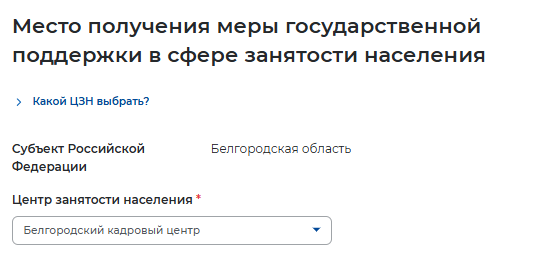 Место получения меры государственной
поддержки в сфере занятости населения
Какой ЦЗН выбрать?
Субъект Российской
Федерации
Белгородская область
Центр занятости населения *
Белгородский кадровый центр